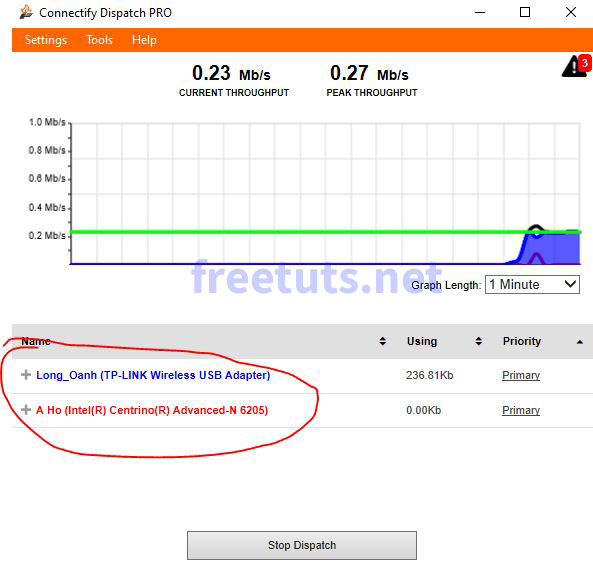 Connectify Dispatch PRO
Settings Tools Help
0.23 Mb/s 0.27 Mb/s
CURRENT THROUGHPUT PEAK THROUGHPUT
3
1.0 Mb/s
0.8 Mb/s
0.6 Mb/s
0.4 Mb/s
0.2 Mb/s
freetuts.net
Graph Length: 1 Minute
Name Using Priority
Long_Oanh (TP-LINK Wireless USB Adapter) 236.81Kb Primary
A Ho (Intel(R) Centrino(R) Advanced-N 6205) 0.00Kb Primary
Stop Dispatch